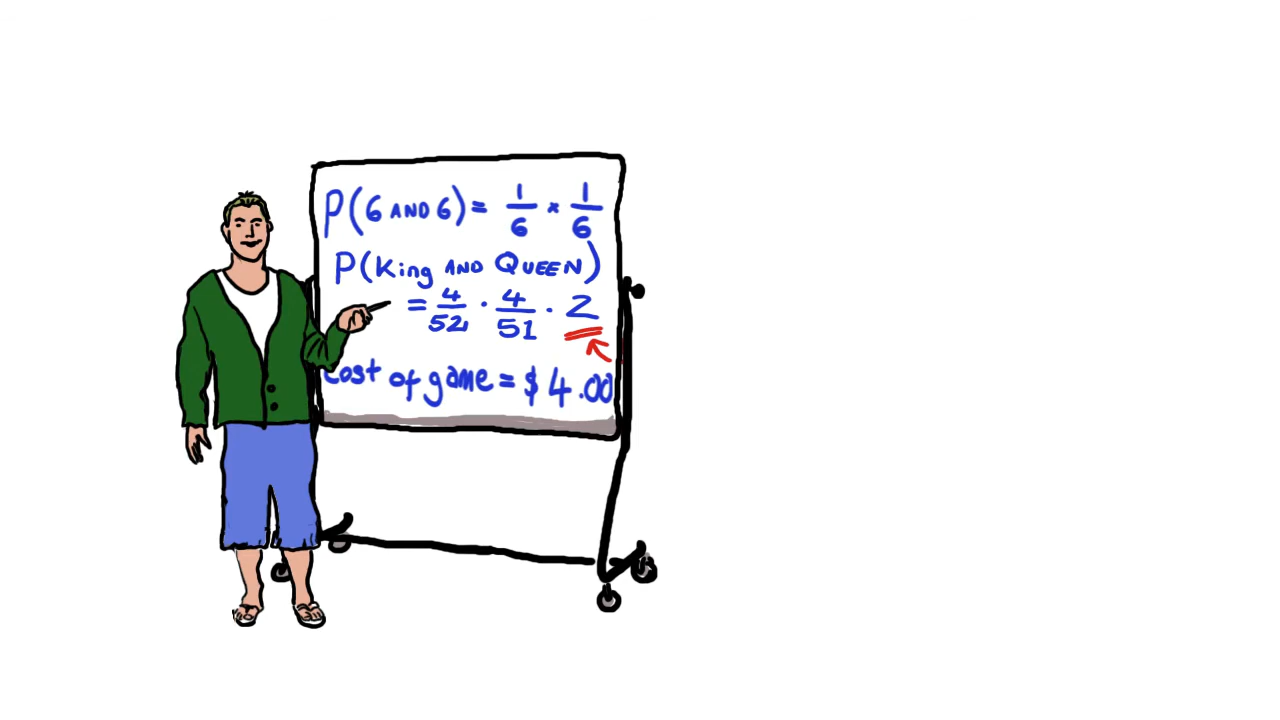 P(6 AND 6) = 1/6 × 1/6
P(King AND QUEEN)
= 4/52 · 4/51 · 2
Cost of game = $4.00